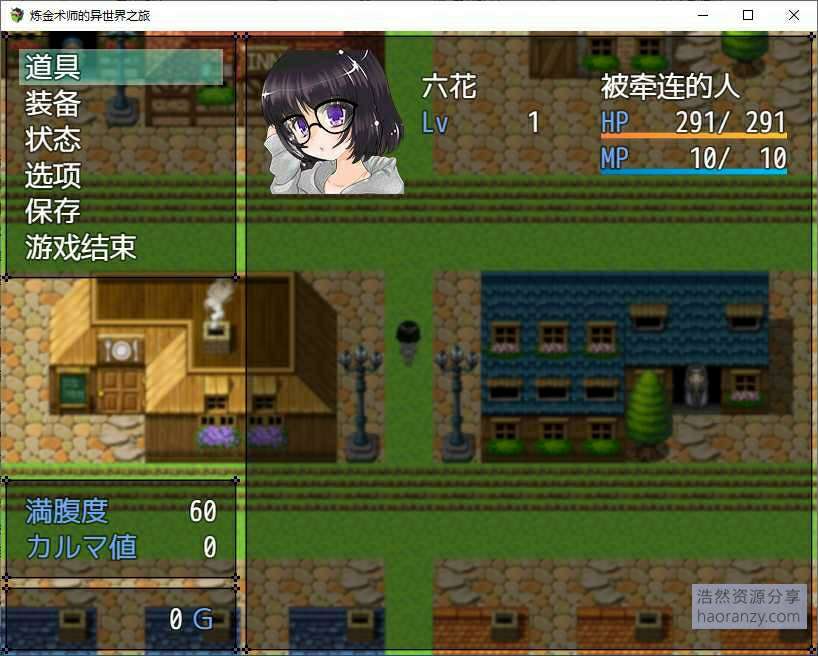 炼金术师的异世界之旅
道具
装备
状态
选项
保存
游戏结束
INN
六花
Lv 1
被牵连的人
HP 291/ 291
MP 10/ 10
満腹度 60
カルマ値 0
0 G
浩然资源分享
haoranzy.com